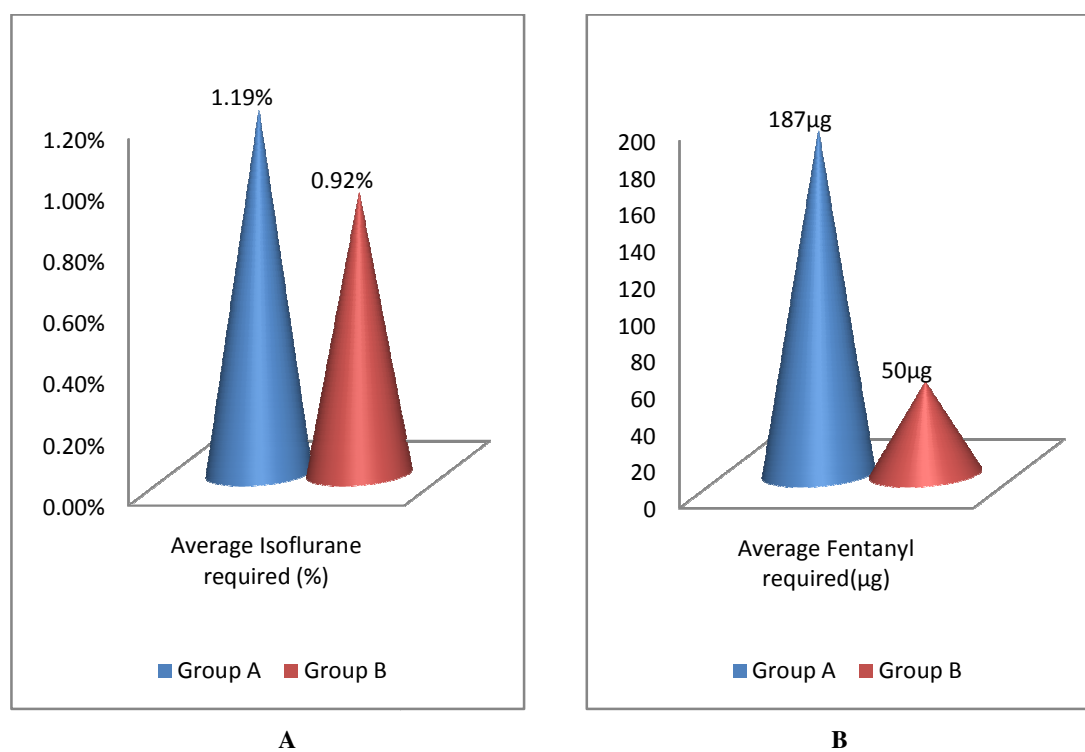 1.19%
0.92%
1.20%
1.00%
0.80%
0.60%
0.40%
0.20%
0.00%
Average Isoflurane
required (%)
Group A Group B
A
187µg
50µg
200
180
160
140
120
100
80
60
40
20
0
Average Fentanyl
required(µg)
Group A Group B
B